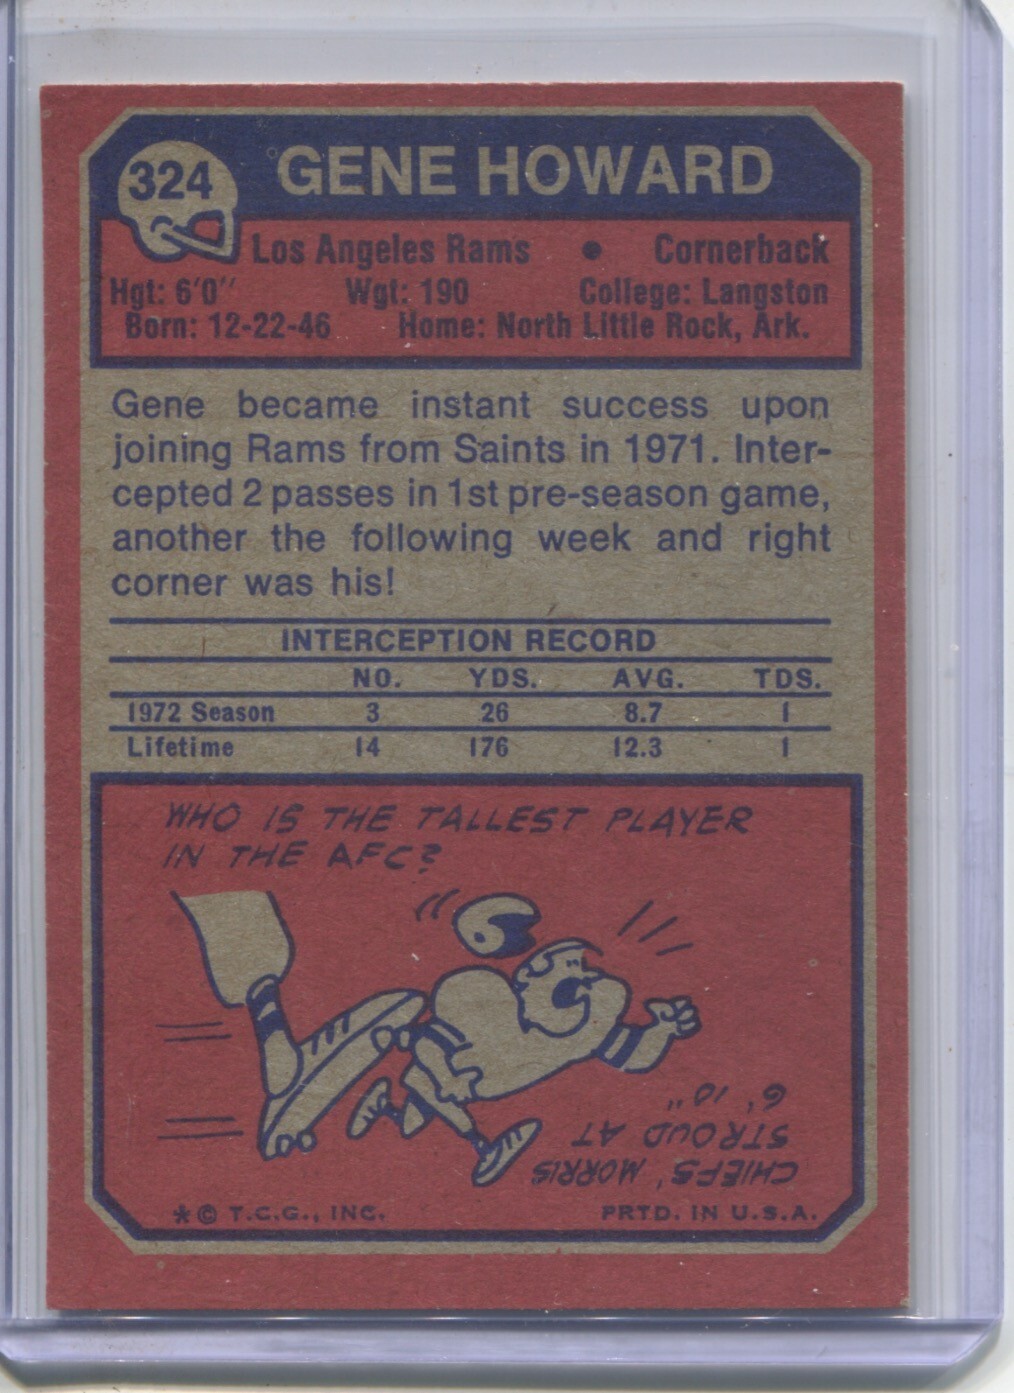 324
GENE HOWARD
Los Angeles Rams • Cornerback
Hgt: 6'0" Wgt: 190 College: Langston
Born: 12-22-46 Home: North Little Rock, Ark.
Gene became instant success upon
joining Rams from Saints in 1971. Inter-
cepted 2 passes in 1st pre-season game,
another the following week and right
corner was his!
INTERCEPTION RECORD
NO. YDS. AVG. TDS.
1972 Season 3 26 8.7 1
Lifetime 14 176 12.3 1
WHO IS THE TALLEST PLAYER
IN THE AFC?
CHIEFS' MORRIS
STROUD AT
6' 10"
*© T.C.G., INC. PRTD. IN U.S.A.